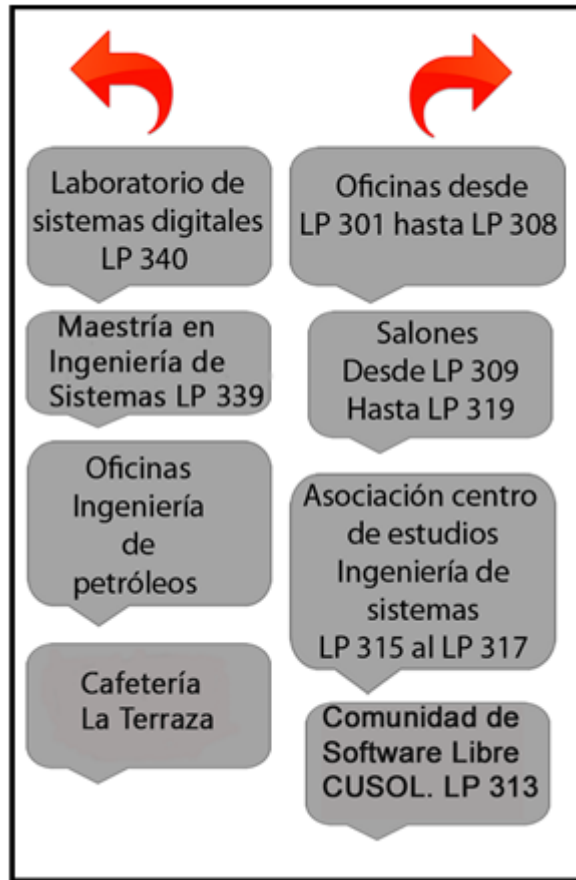 Laboratorio de
sistemas digitales
LP 340
Maestría en
Ingeniería de
Sistemas LP 339
Oficinas
Ingeniería
de
petróleos
Cafetería
La Terraza
Oficinas desde
LP 301 hasta LP 308
Salones
Desde LP 309
Hasta LP 319
Asociación centro
de estudios
Ingeniería de
sistemas
LP 315 al LP 317
Comunidad de
Software Libre
CUSOL. LP 313